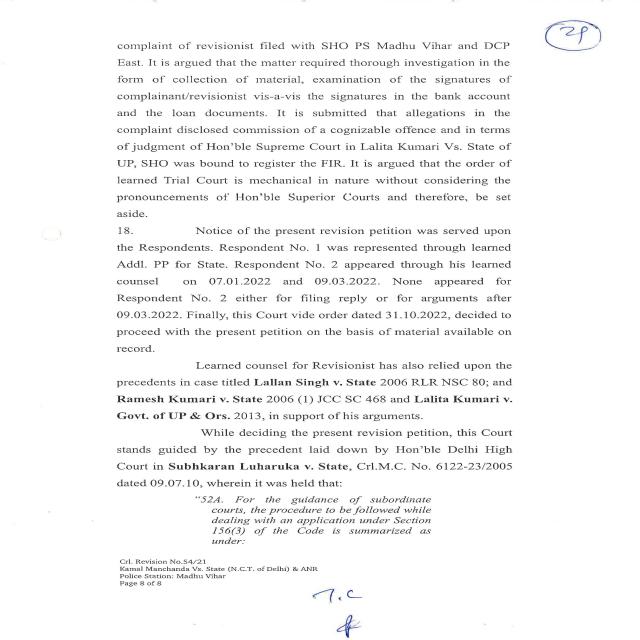 29
complaint of revisionist filed with SHO PS Madhu Vihar and DCP
East. It is argued that the matter required thorough investigation in the
form of collection of material, examination of the signatures of
complainant/revisionist vis-a-vis the signatures in the bank account
and the loan documents. It is submitted that allegations in the
complaint disclosed commission of a cognizable offence and in terms
of judgment of Hon'ble Supreme Court in Lalita Kumari Vs. State of
UP, SHO was bound to register the FIR. It is argued that the order of
learned Trial Court is mechanical in nature without considering the
pronouncements of Hon'ble Superior Courts and therefore, be set
aside.
18. Notice of the present revision petition was served upon
the Respondents. Respondent No. 1 was represented through learned
Addl. PP for State. Respondent No. 2 appeared through his learned
counsel on 07.01.2022 and 09.03.2022. None appeared for
Respondent No. 2 either for filing reply or for arguments after
09.03.2022. Finally, this Court vide order dated 31.10.2022, decided to
proceed with the present petition on the basis of material available on
record.
Learned counsel for Revisionist has also relied upon the
precedents in case titled Lallan Singh v. State 2006 RLR NSC 80; and
Ramesh Kumari v. State 2006 (1) JCC SC 468 and Lalita Kumari v.
Govt. of UP & Ors. 2013, in support of his arguments.
While deciding the present revision petition, this Court
stands guided by the precedent laid down by Hon'ble Delhi High
Court in Subhkaran Luharuka v. State, Crl.M.C. No. 6122-23/2005
dated 09.07.10, wherein it was held that:
"52A. For the guidance of subordinate
courts, the procedure to be followed while
dealing with an application under Section
156(3) of the Code is summarized as
under:
Crl. Revision No.54/21
Kamal Manchanda Vs. State (N.C.T. of Delhi) & ANR
Police Station: Madhu Vihar
Page 8 of 8
T.C